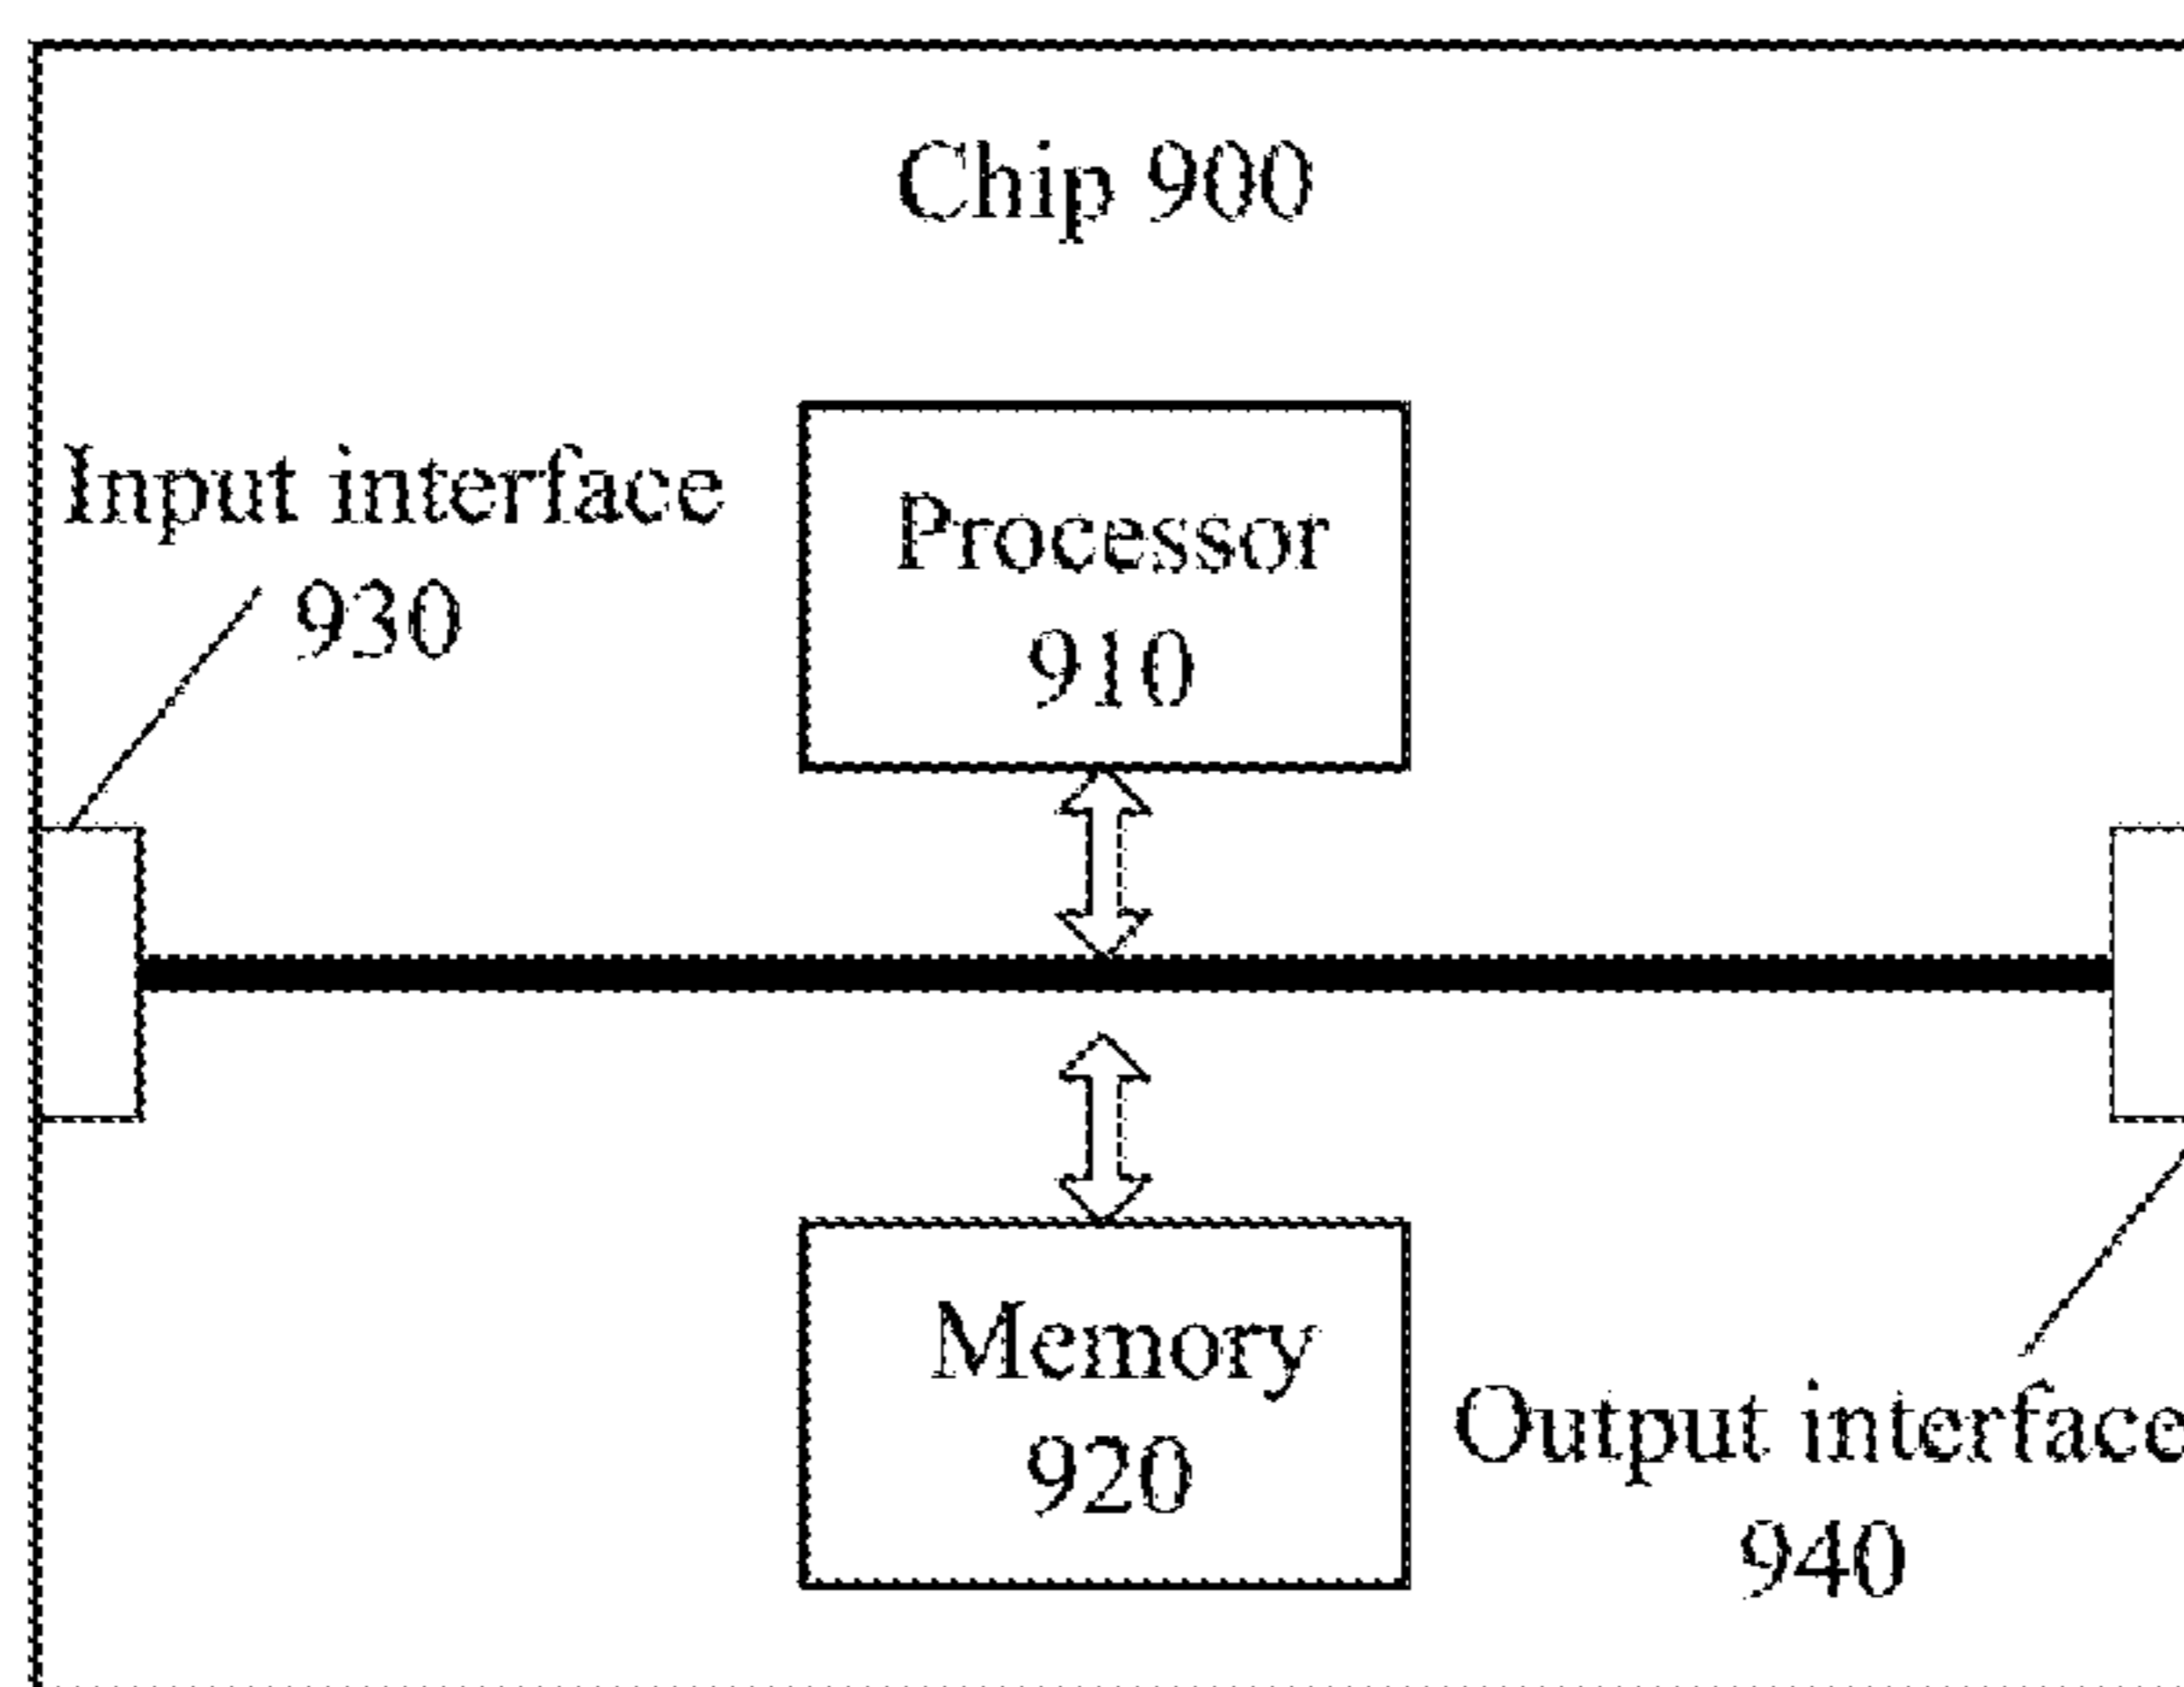 Chip 900
Input interface
930
Processor
910
Memory
920
Output interface
940